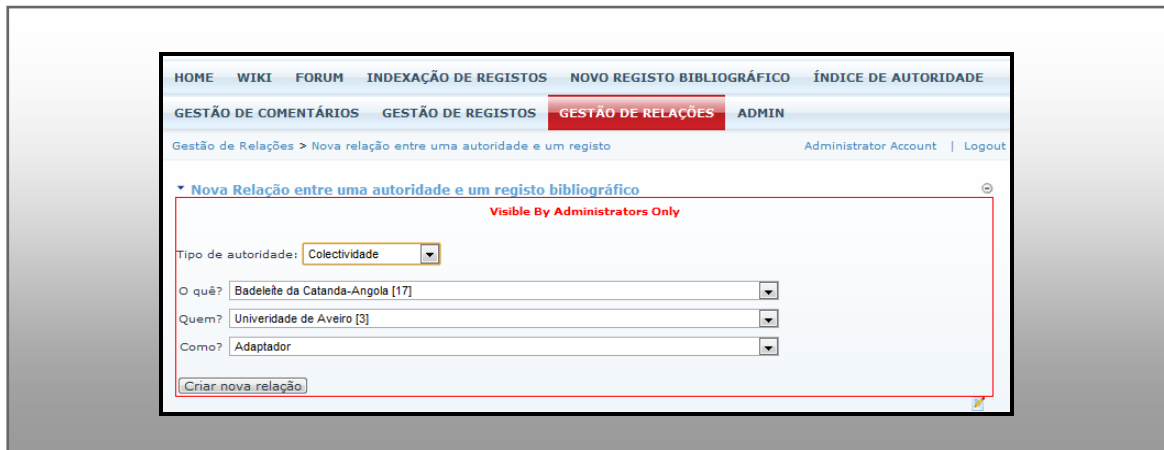 HOME WIKI FORUM INDEXAÇÃO DE REGISTOS NOVO REGISTO BIBLIOGRÁFICO ÍNDICE DE AUTORIDADE
GESTÃO DE COMENTÁRIOS GESTÃO DE REGISTOS GESTÃO DE RELAÇÕES ADMIN
Gestão de Relações > Nova relação entre uma autoridade e um registo Administrator Account | Logout
Nova Relação entre uma autoridade e um registo bibliográfico
Visible By Administrators Only
Tipo de autoridade: Colectividade
O quê? Badeleíte da Catanda-Angola [17]
Quem? Univeridade de Aveiro [3]
Como? Adaptador
Criar nova relação